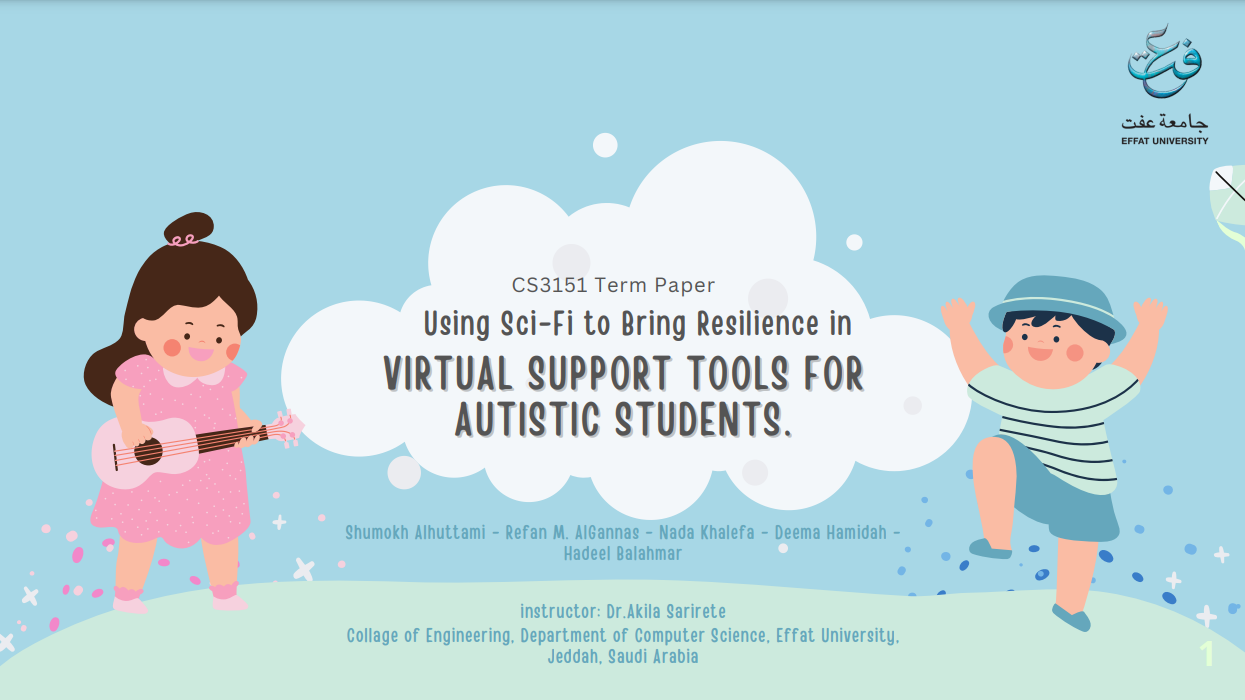 جامعة عفت
EFFAT UNIVERSITY
CS3151 Term Paper
Using Sci-Fi to Bring Resilience in
VIRTUAL SUPPORT TOOLS FOR
AUTISTIC STUDENTS.
Shumokh Alhuttami - Refan M. AlGannas - Nada Khalefa - Deema Hamidah -
Hadeel Balahmar
instructor: Dr.Akila Sarirete
Collage of Engineering, Department of Computer Science, Effat University,
Jeddah, Saudi Arabia
1